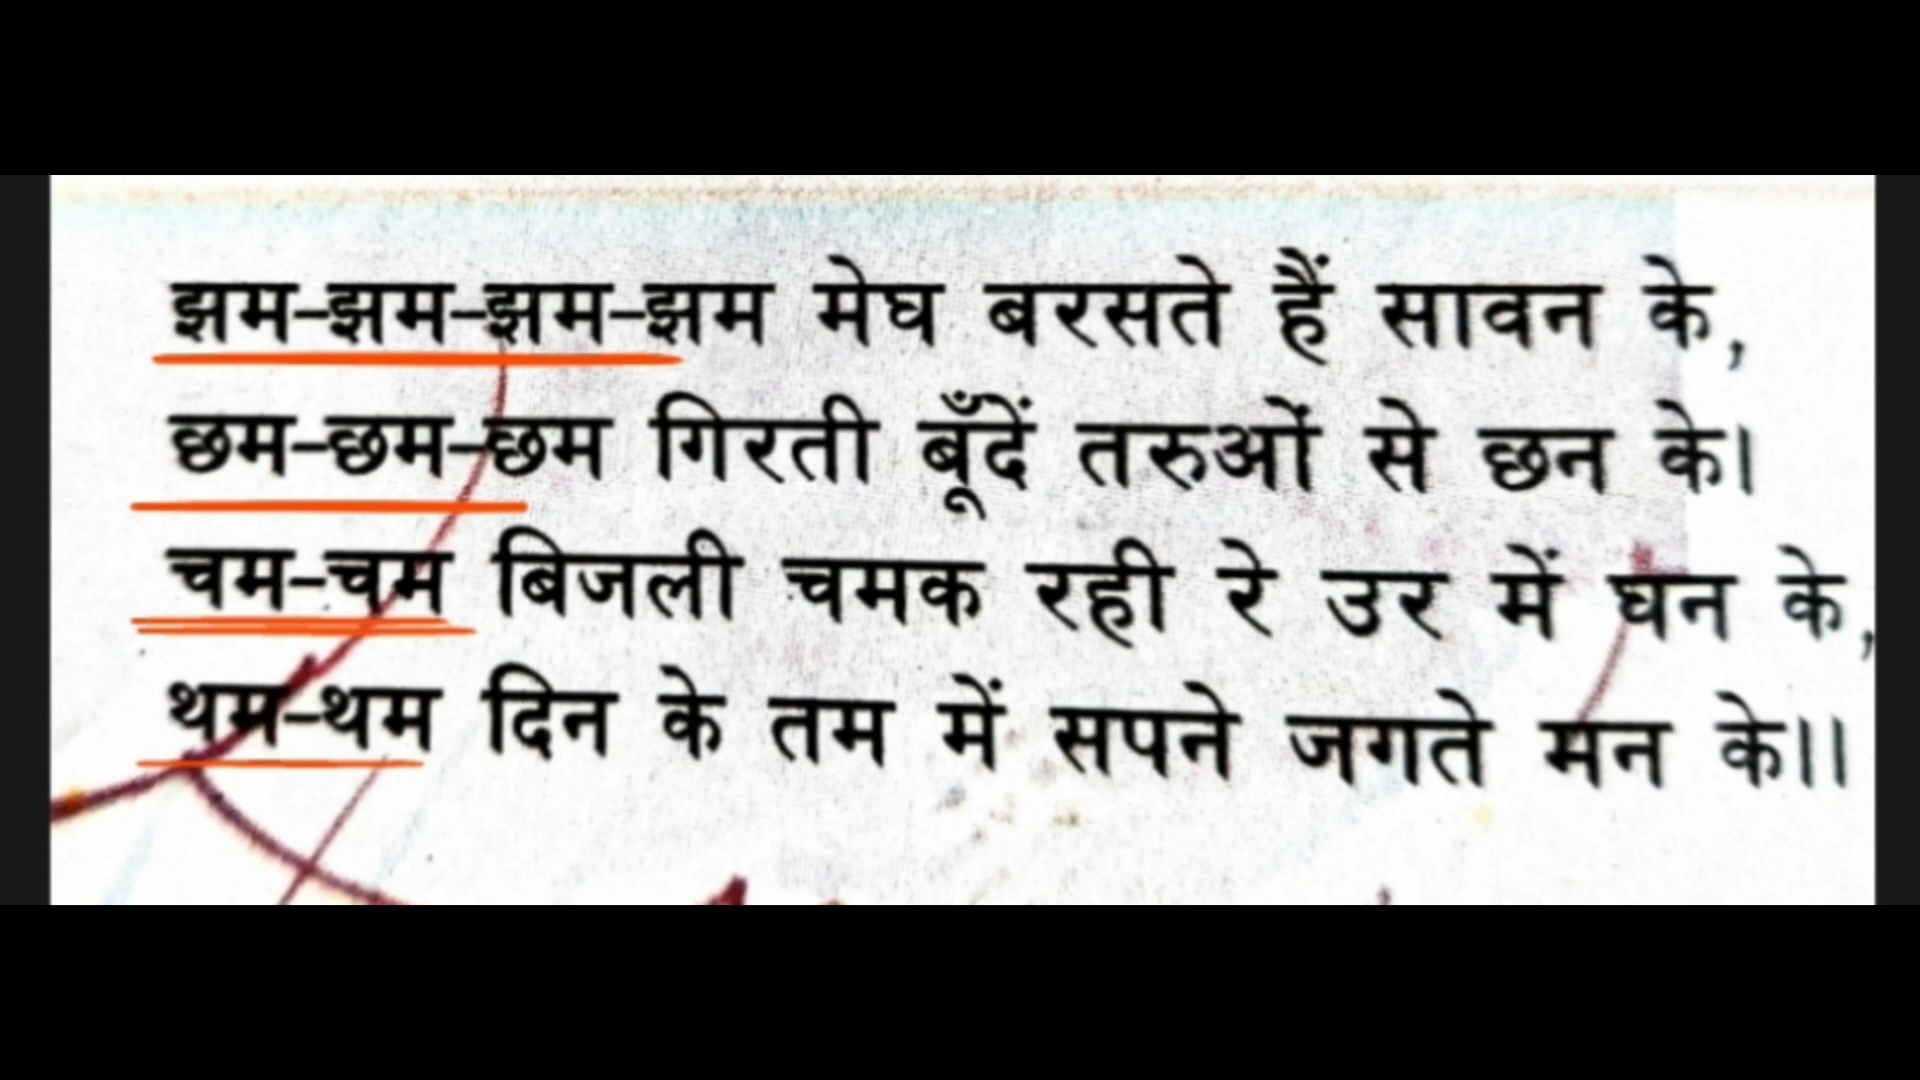 झम-झम-झम-झम मेघ बरसते हैं सावन के,
छम-छम-छम गिरती बूँदें तरुओं से छन के।
चम-चम बिजली चमक रही रे उर में घन के,
थम-थम दिन के तम में सपने जगते मन के।।